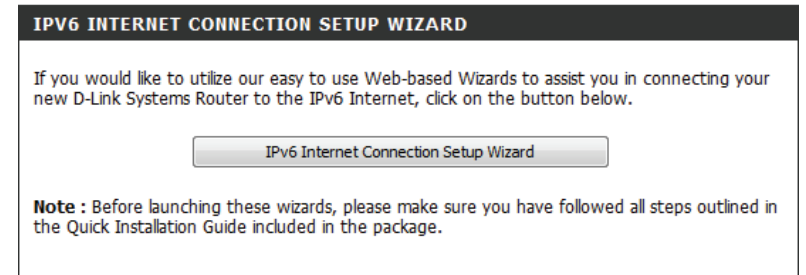 IPV6 INTERNET CONNECTION SETUP WIZARD
If you would like to utilize our easy to use Web-based Wizards to assist you in connecting your
new D-Link Systems Router to the IPv6 Internet, click on the button below.
IPv6 Internet Connection Setup Wizard
Note : Before launching these wizards, please make sure you have followed all steps outlined in
the Quick Installation Guide included in the package.